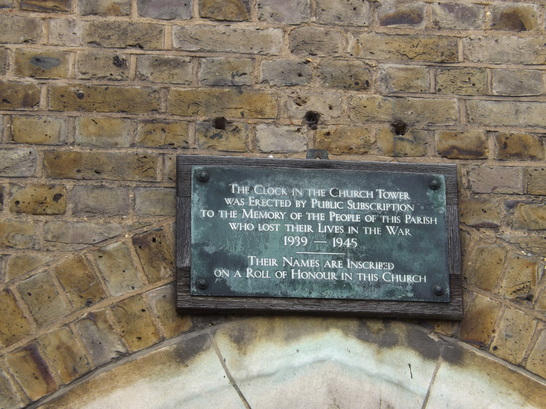 THE CLOCK IN THE CHURCH TOWER
WAS ERECTED BY PUBLIC SUBSCRIPTION
TO THE MEMORY OF THE PEOPLE OF THIS PARISH
WHO LOST THEIR LIVES IN THE WAR
1939 — 1945
THEIR NAMES ARE INSCRIBED
ON A ROLL OF HONOUR IN THIS CHURCH